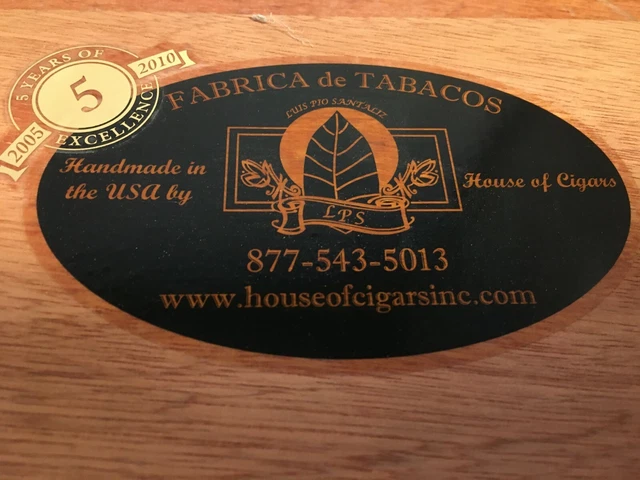 5 YEARS OF
5
2005
2010
EXCELLENCE
FABRICA de TABACOS
LUIS PIO SANTALIZ
Handmade in
the USA by
House of Cigars
LPS
877-543-5013
www.houseofcigarsinc.com